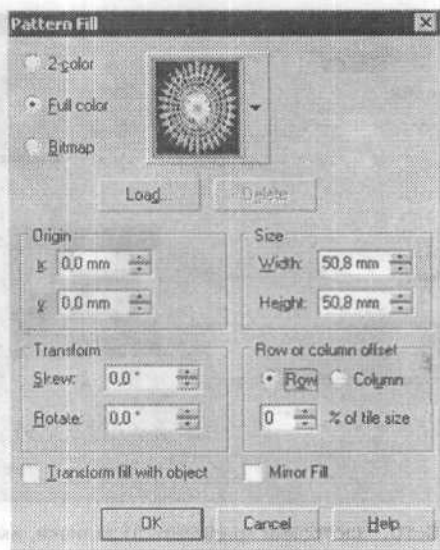 Pattern Fill
2-color
Full color
Bitmap
Load...
Delete
Origin
x: 0,0 mm
y: 0,0 mm
Size
Width: 50,8 mm
Height: 50,8 mm
Transform
Skew: 0,0 °
Rotate: 0,0 °
Row or column offset
Row Column
0 % of tile size
Transform fill with object
Mirror Fill
OK Cancel Help